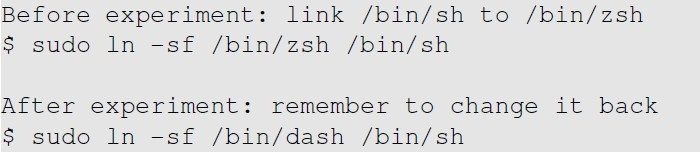 Before experiment: link /bin/sh to /bin/zsh
$ sudo ln -sf /bin/zsh /bin/sh
After experiment: remember to change it back
$ sudo ln -sf /bin/dash /bin/sh